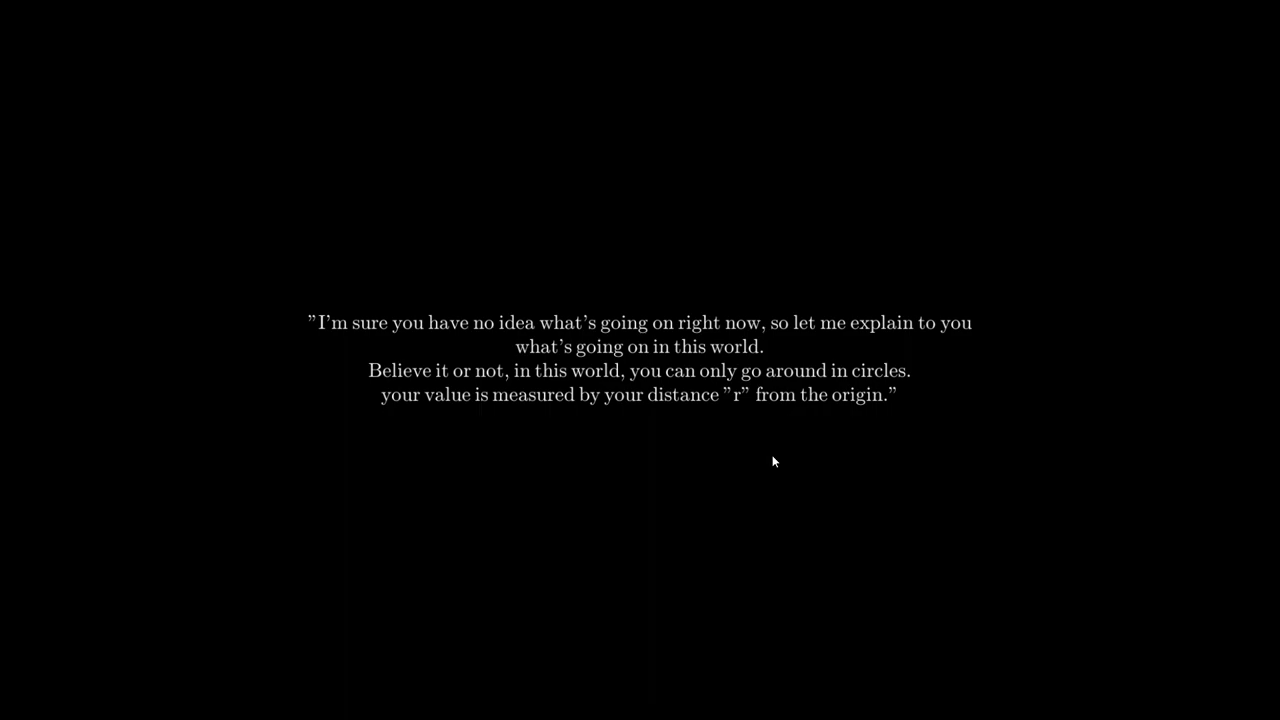 "I'm sure you have no idea what's going on right now, so let me explain to you
what's going on in this world.
Believe it or not, in this world, you can only go around in circles.
your value is measured by your distance "r" from the origin."